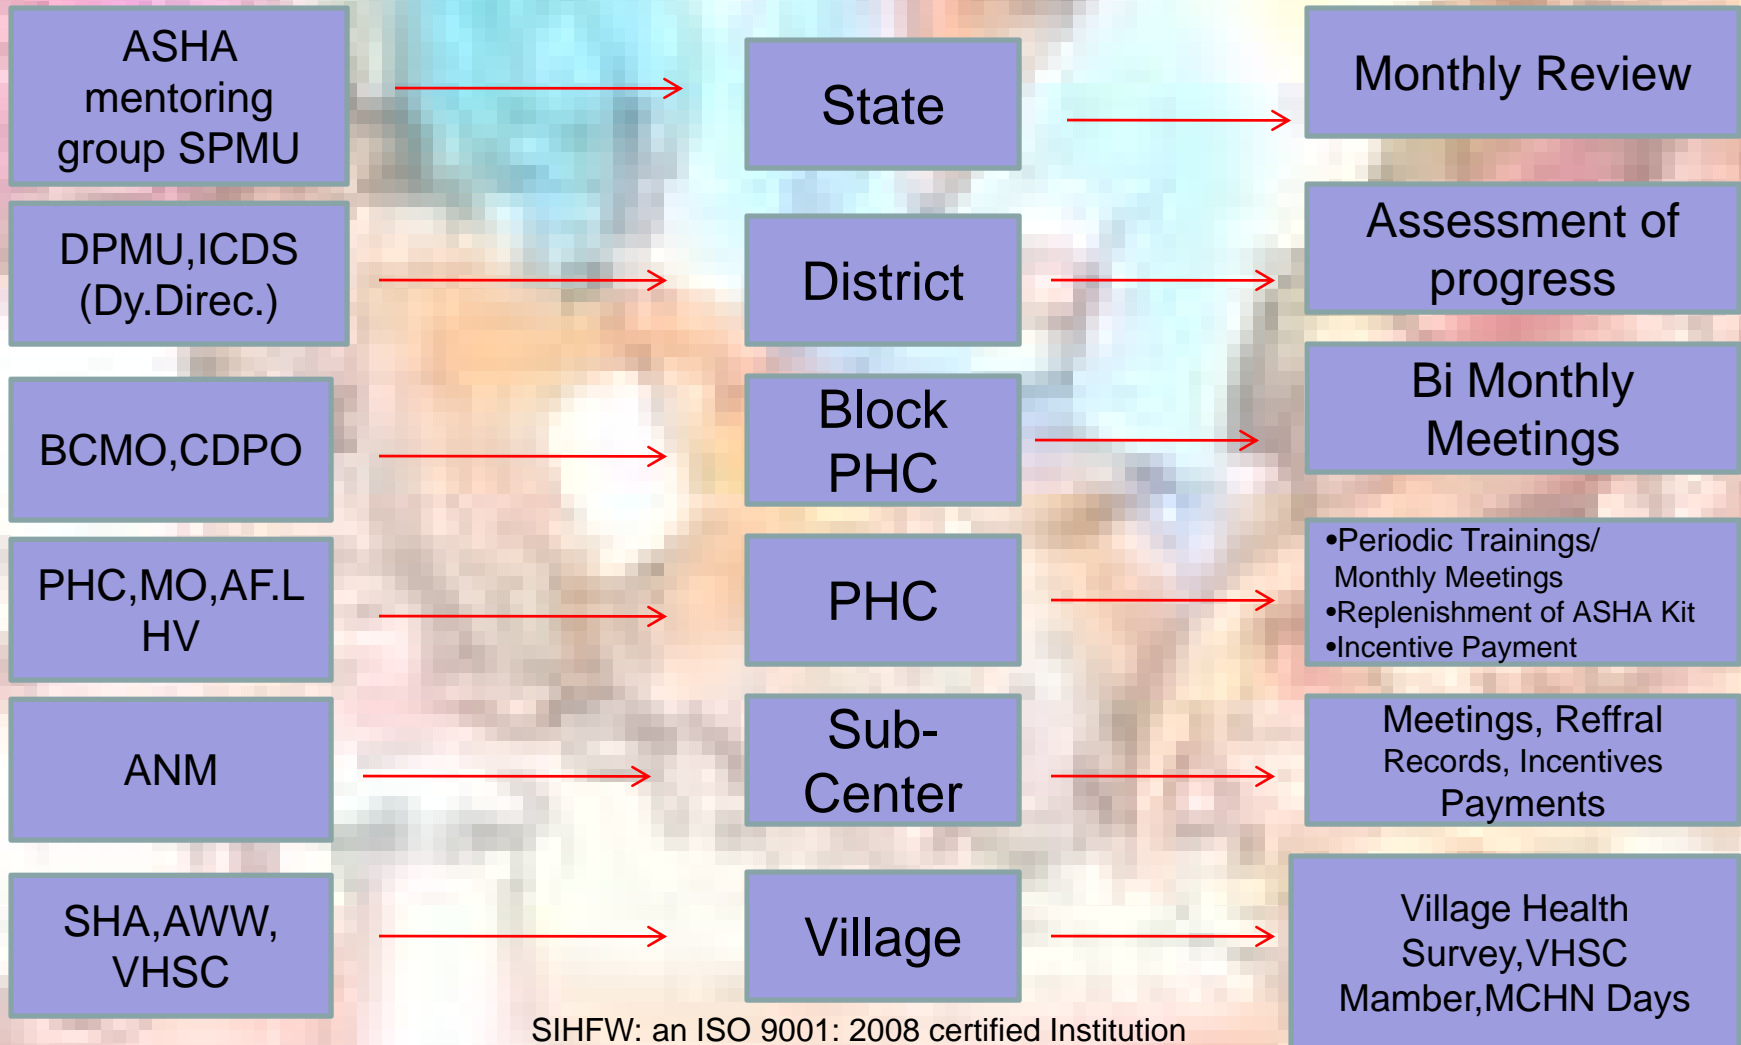 ASHA
mentoring
group SPMU
State
Monthly Review
DPMU,ICDS
(Dy.Direc.)
District
Assessment of
progress
BCMO,CDPO
Block
PHC
Bi Monthly
Meetings
PHC,MO,AF.L
HV
PHC
•Periodic Trainings/
Monthly Meetings
•Replenishment of ASHA Kit
•Incentive Payment
ANM
Sub-
Center
Meetings, Reffral
Records, Incentives
Payments
SHA,AWW,
VHSC
Village
Village Health
Survey,VHSC
Mamber,MCHN Days
SIHFW: an ISO 9001: 2008 certified Institution